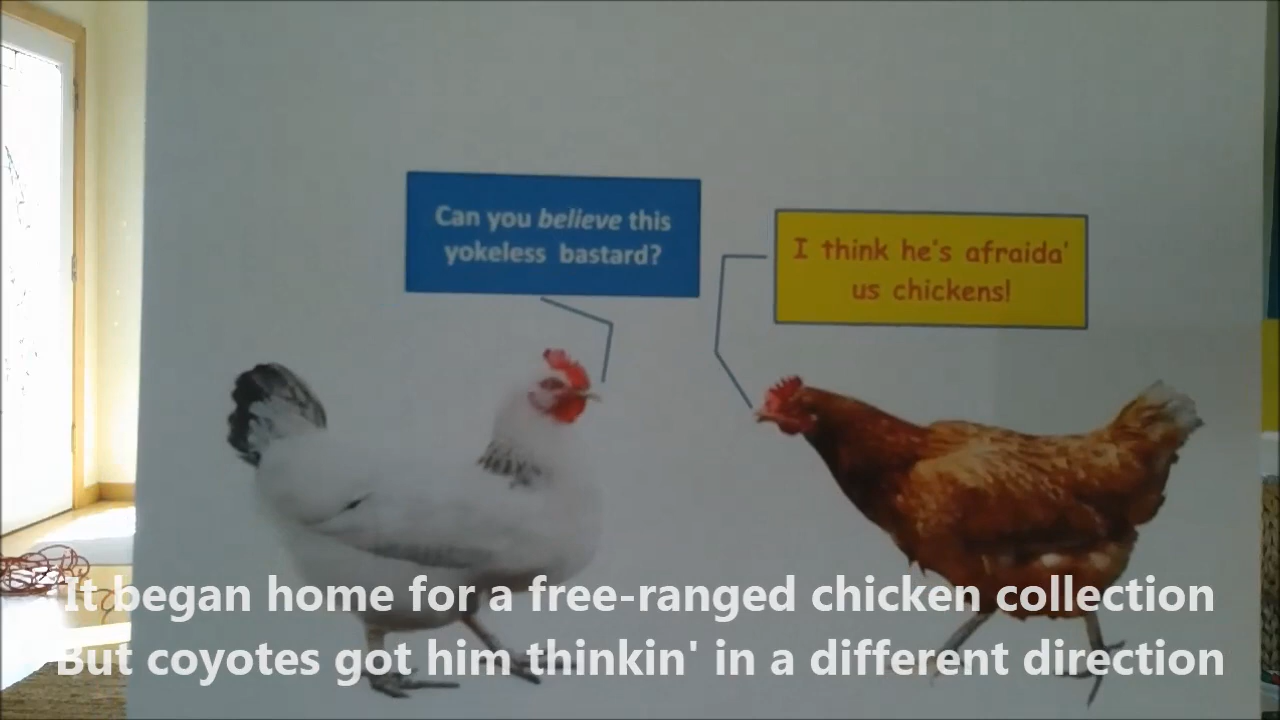 Can you believe this
yokeless bastard?
I think he's afraida'
us chickens!
It began home for a free-ranged chicken collection
But coyotes got him thinkin' in a different direction